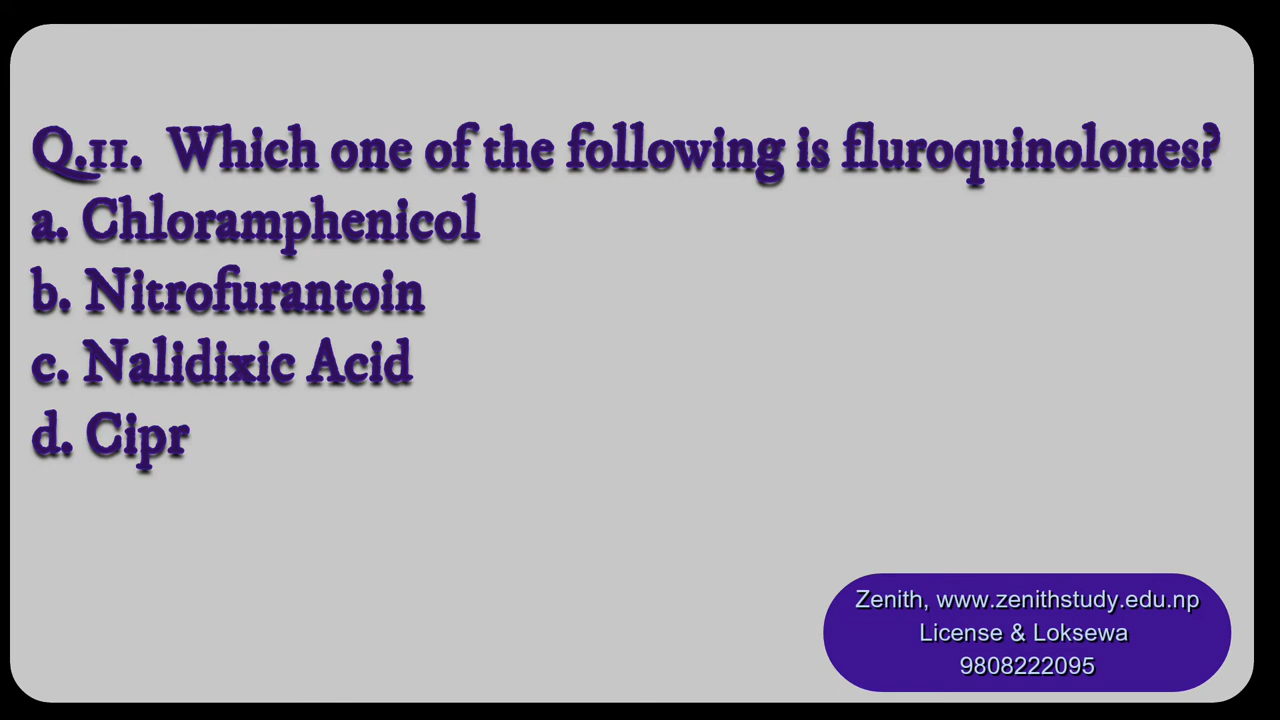 Q.11. Which one of the following is fluroquinolones?
a. Chloramphenicol
b. Nitrofurantoin
c. Nalidixic Acid
d. Cipr
Zenith, www.zenithstudy.edu.np
License & Loksewa
9808222095